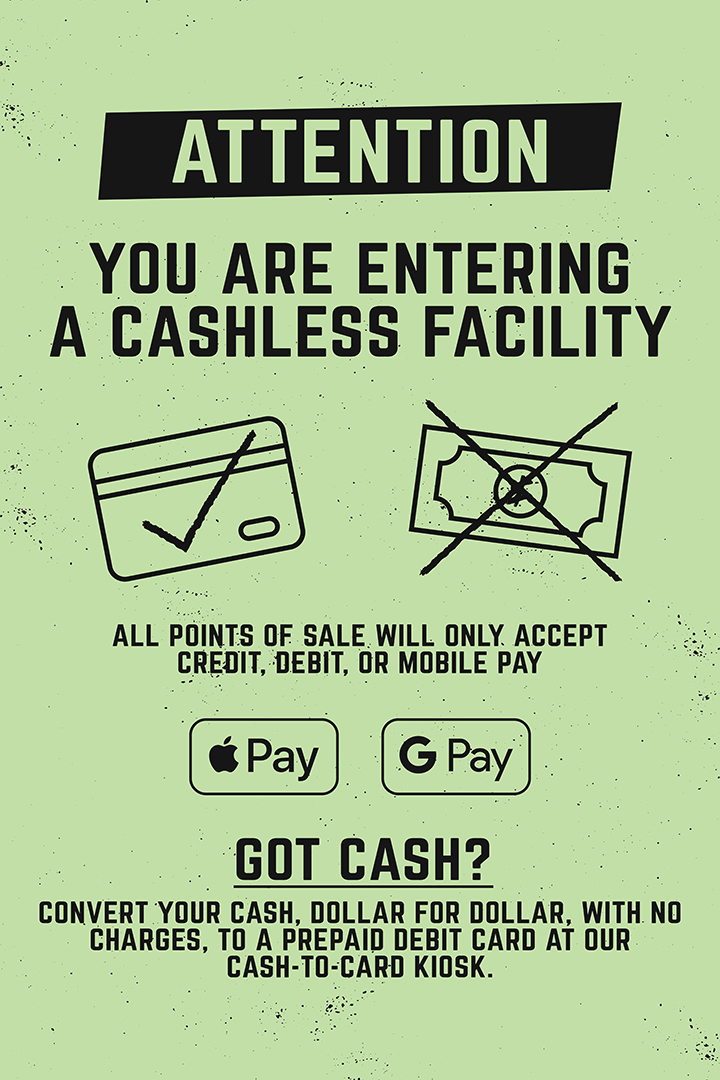 ATTENTION
YOU ARE ENTERING
A CASHLESS FACILITY
ALL POINTS OF SALE WILL ONLY ACCEPT
CREDIT, DEBIT, OR MOBILE PAY
Pay
G Pay
GOT CASH?
CONVERT YOUR CASH, DOLLAR FOR DOLLAR, WITH NO
CHARGES, TO A PREPAID DEBIT CARD AT OUR
CASH-TO-CARD KIOSK.